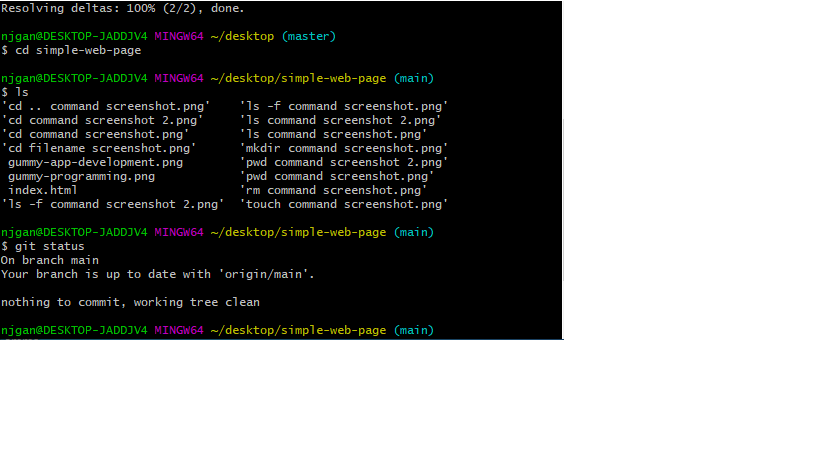 Resolving deltas: 100% (2/2), done.
njgan@DESKTOP-JADDJV4 MINGW64 ~/desktop (master)
$ cd simple-web-page
njgan@DESKTOP-JADDJV4 MINGW64 ~/desktop/simple-web-page (main)
$ ls
'cd .. command screenshot.png'    'ls -f command screenshot.png'
'cd command screenshot 2.png'     'ls command screenshot 2.png'
'cd command screenshot.png'       'ls command screenshot.png'
'cd filename screenshot.png'      'mkdir command screenshot.png'
gummy-app-development.png        'pwd command screenshot 2.png'
gummy-programming.png            'pwd command screenshot.png'
index.html                       'rm command screenshot.png'
'ls -f command screenshot 2.png'  'touch command screenshot.png'
njgan@DESKTOP-JADDJV4 MINGW64 ~/desktop/simple-web-page (main)
$ git status
On branch main
Your branch is up to date with 'origin/main'.
nothing to commit, working tree clean
njgan@DESKTOP-JADDJV4 MINGW64 ~/desktop/simple-web-page (main)